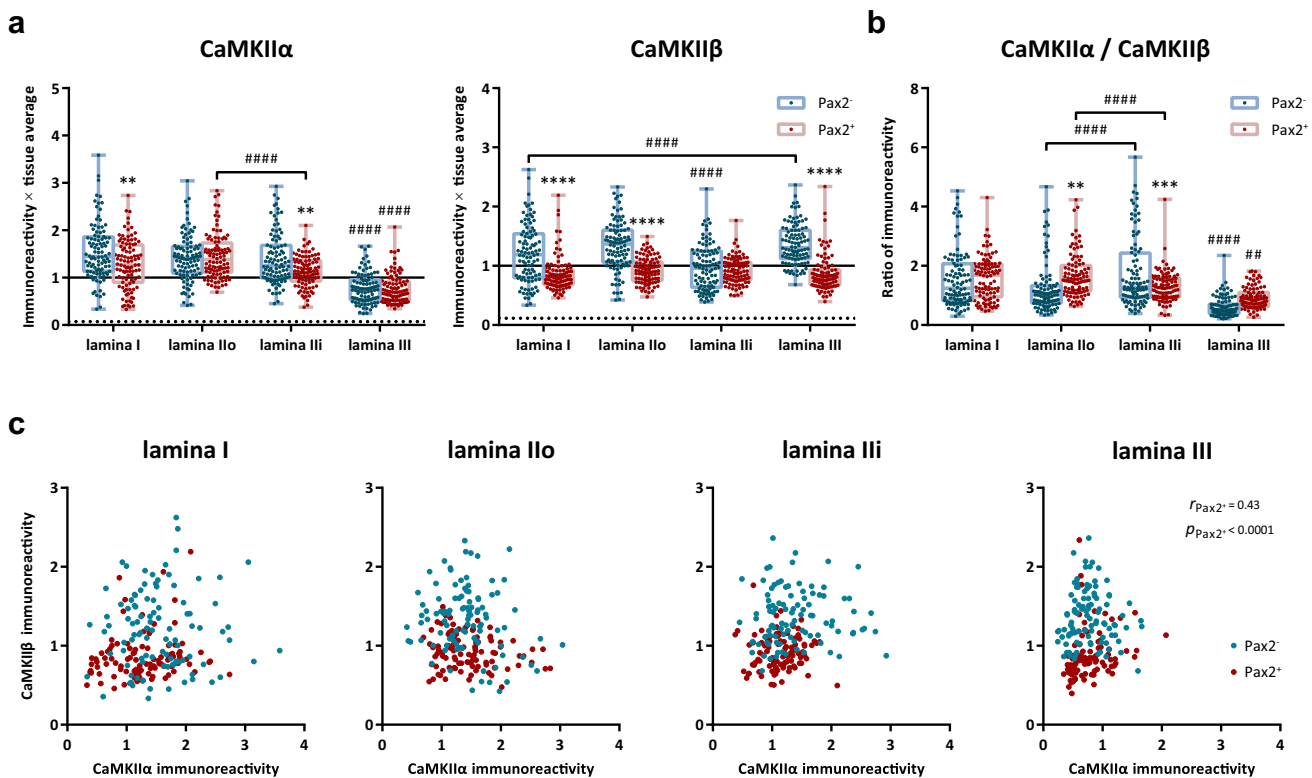 a
CaMKIIα
CaMKIIβ
b
CaMKIIα / CaMKIIβ
Immunoreactivity × tissue average
5
4
3
2
1
0
**
####
**
####
####
lamina I
lamina IIo
lamina IIi
lamina III
Immunoreactivity × tissue average
4
3
2
1
0
Pax2⁻
Pax2⁺
####
****
****
####
****
lamina I
lamina IIo
lamina IIi
lamina III
Ratio of immunoreactivity
8
6
4
2
0
Pax2⁻
Pax2⁺
####
####
**
***
####
##
lamina I
lamina IIo
lamina IIi
lamina III
c
lamina I
lamina IIo
lamina IIi
lamina III
CaMKIIβ immunoreactivity
3
2
1
0
0 1 2 3 4
CaMKIIα immunoreactivity
3
2
1
0
0 1 2 3 4
CaMKIIα immunoreactivity
3
2
1
0
0 1 2 3 4
CaMKIIα immunoreactivity
3
2
1
0
0 1 2 3 4
CaMKIIα immunoreactivity
rPax2⁺ = 0.43
pPax2⁺ < 0.0001
Pax2⁻
Pax2⁺